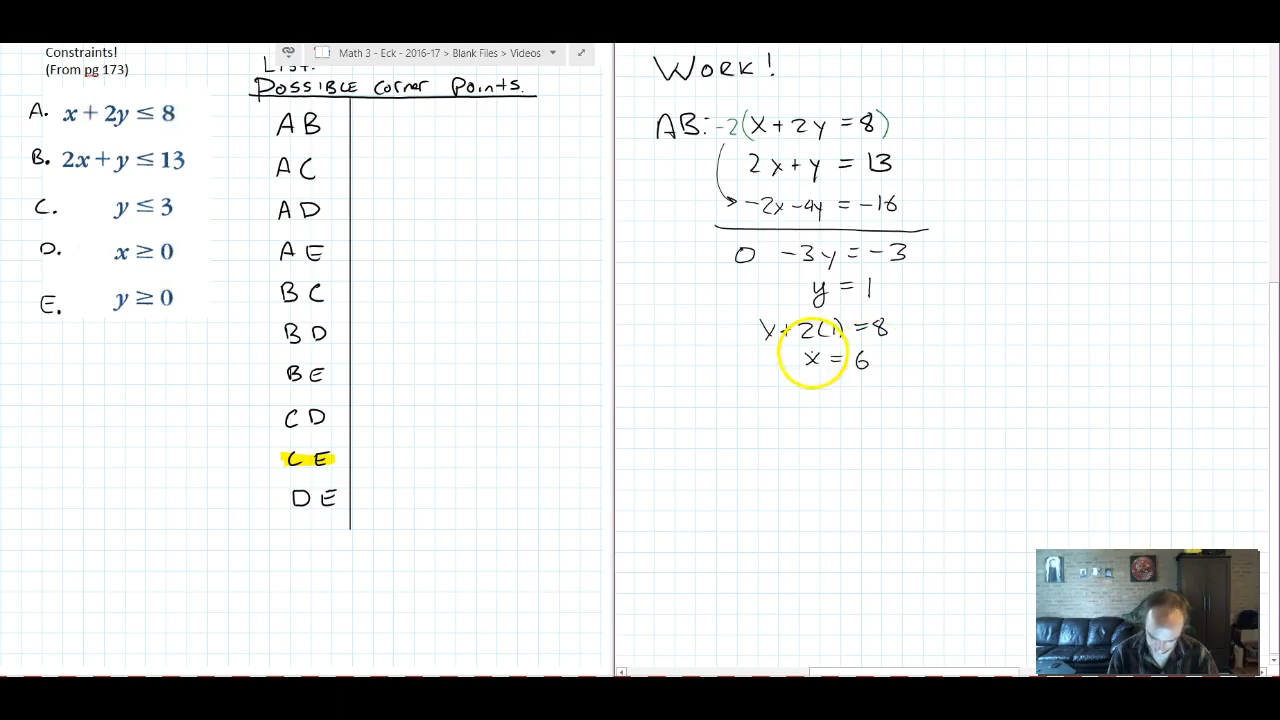 Constraints!
(From pg 173)
Math 3 - Eck - 2016-17 > Blank Files > Videos
A. x + 2y ≤ 8
B. 2x + y ≤ 13
C. y ≤ 3
D. x ≥ 0
E. y ≥ 0
List:
Possible Corner Points.
AB
AC
AD
AE
BC
BD
BE
CD
CE
DE
Work!
AB: -2(x + 2y = 8)
2x + y = 13
-2x - 4y = -16
0 -3y = -3
y = 1
x + 2(1) = 8
x = 6